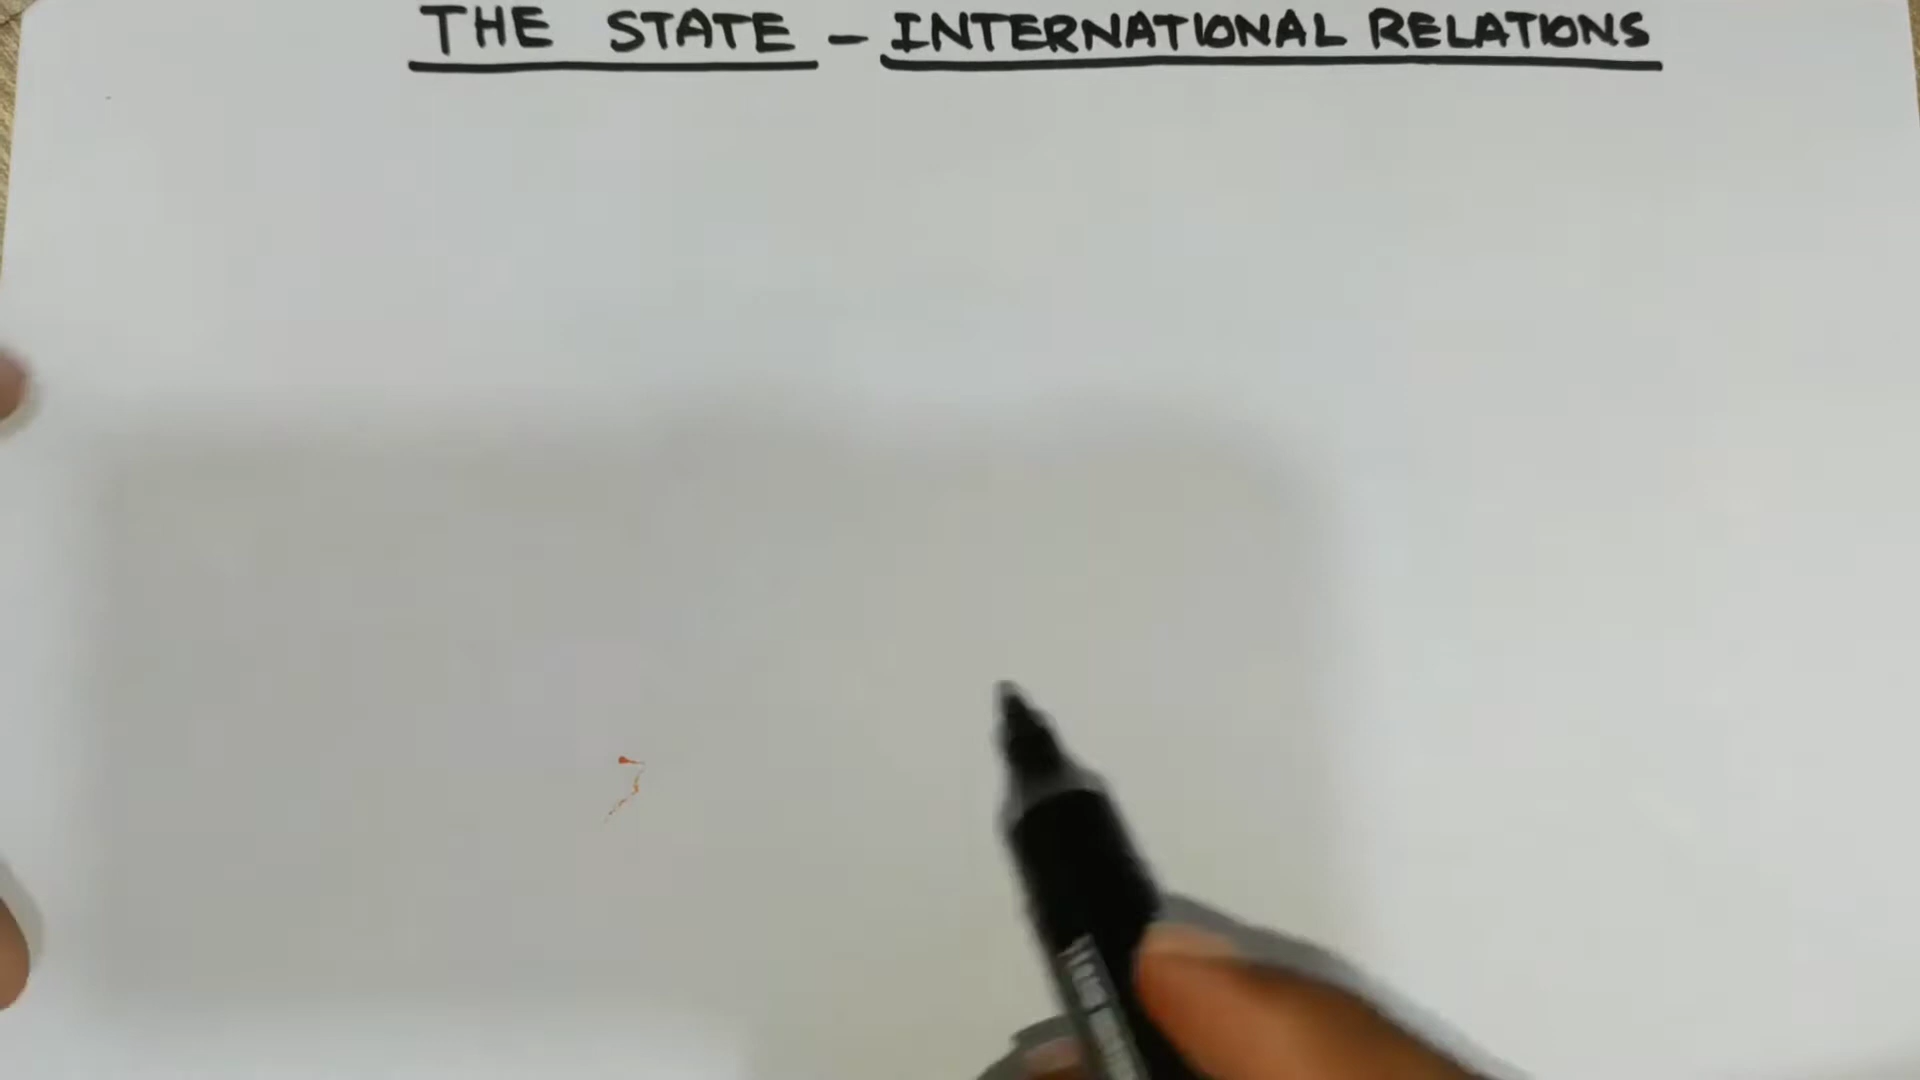 THE STATE – INTERNATIONAL RELATIONS